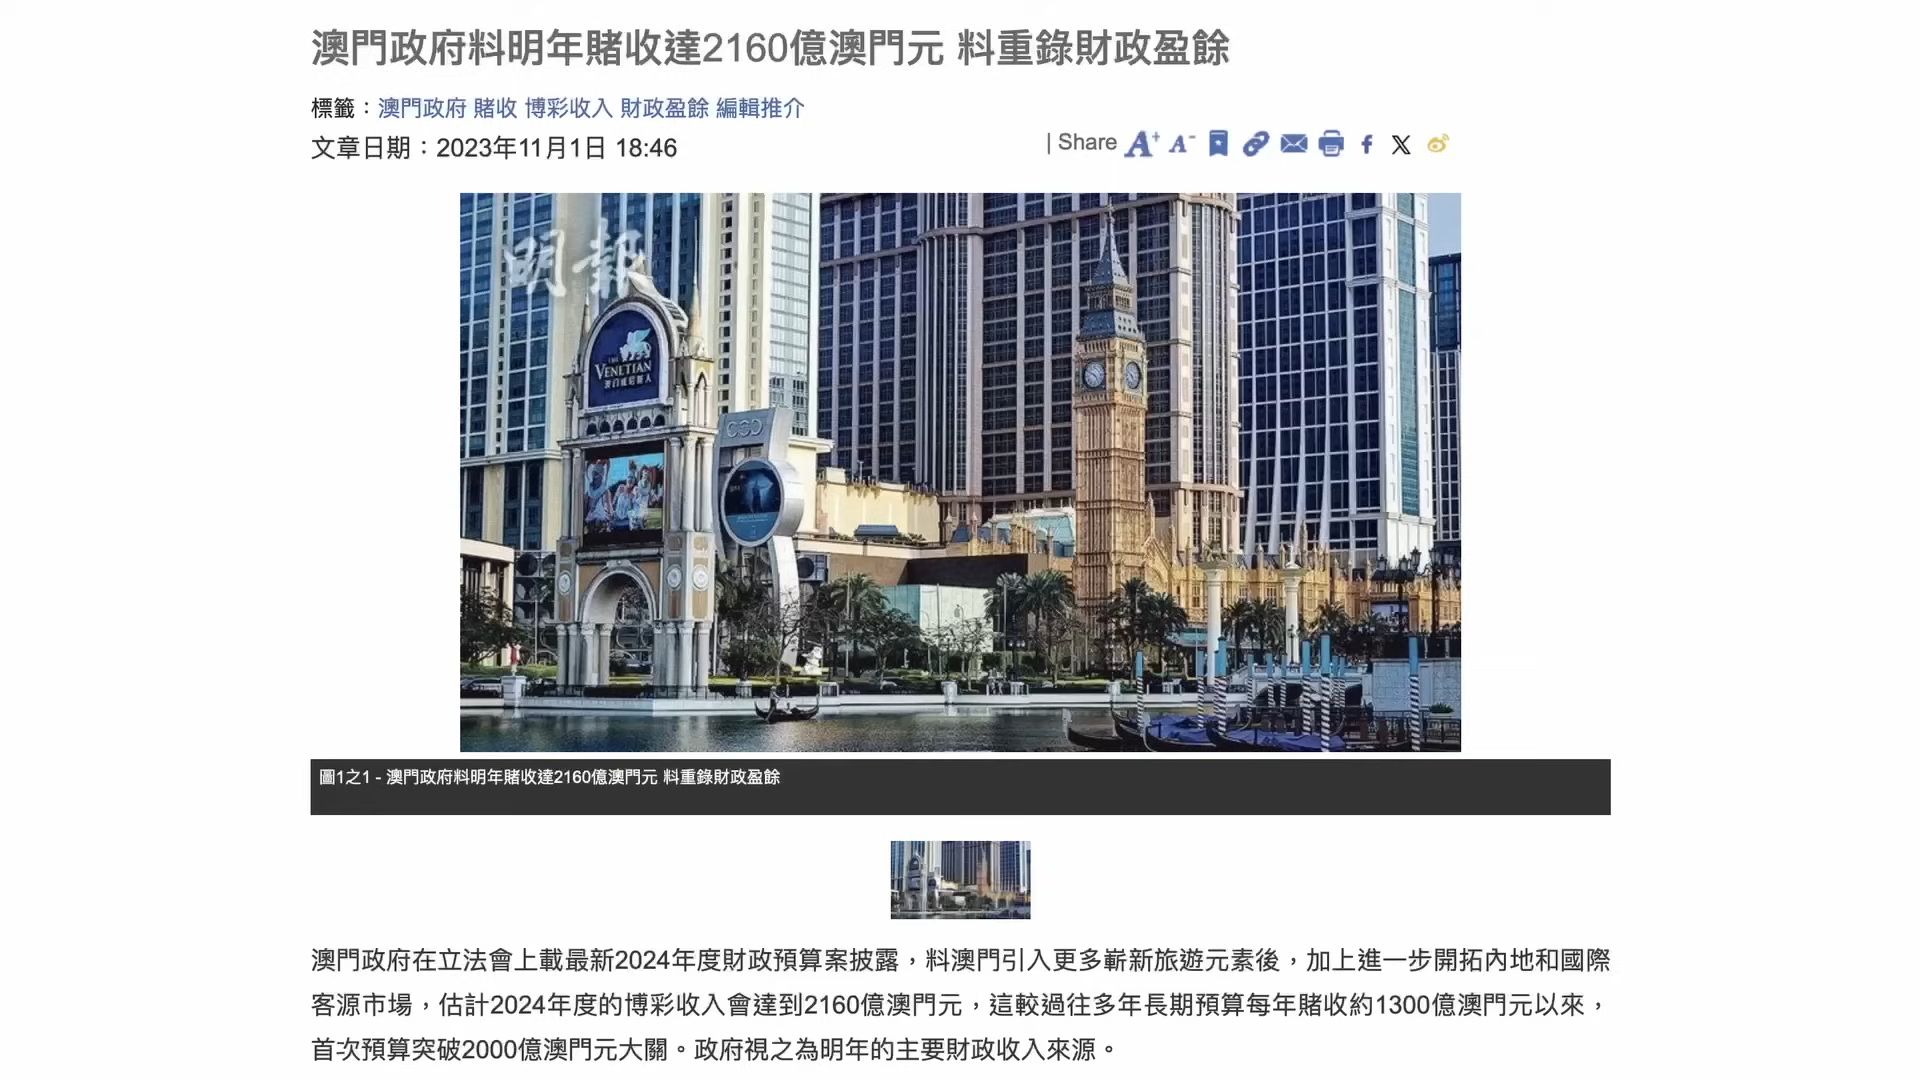 澳門政府料明年賭收達2160億澳門元 料重錄財政盈餘
標籤：澳門政府 賭收 博彩收入 財政盈餘 編輯推介
文章日期：2023年11月1日 18:46
| Share A+ A-
明報
THE
VENETIAN
澳門威尼斯人
COD
圖1之1 - 澳門政府料明年賭收達2160億澳門元 料重錄財政盈餘
澳門政府在立法會上載最新2024年度財政預算案披露，料澳門引入更多嶄新旅遊元素後，加上進一步開拓內地和國際
客源市場，估計2024年度的博彩收入會達到2160億澳門元，這較過往多年長期預算每年賭收約1300億澳門元以來，
首次預算突破2000億澳門元大關。政府視之為明年的主要財政收入來源。